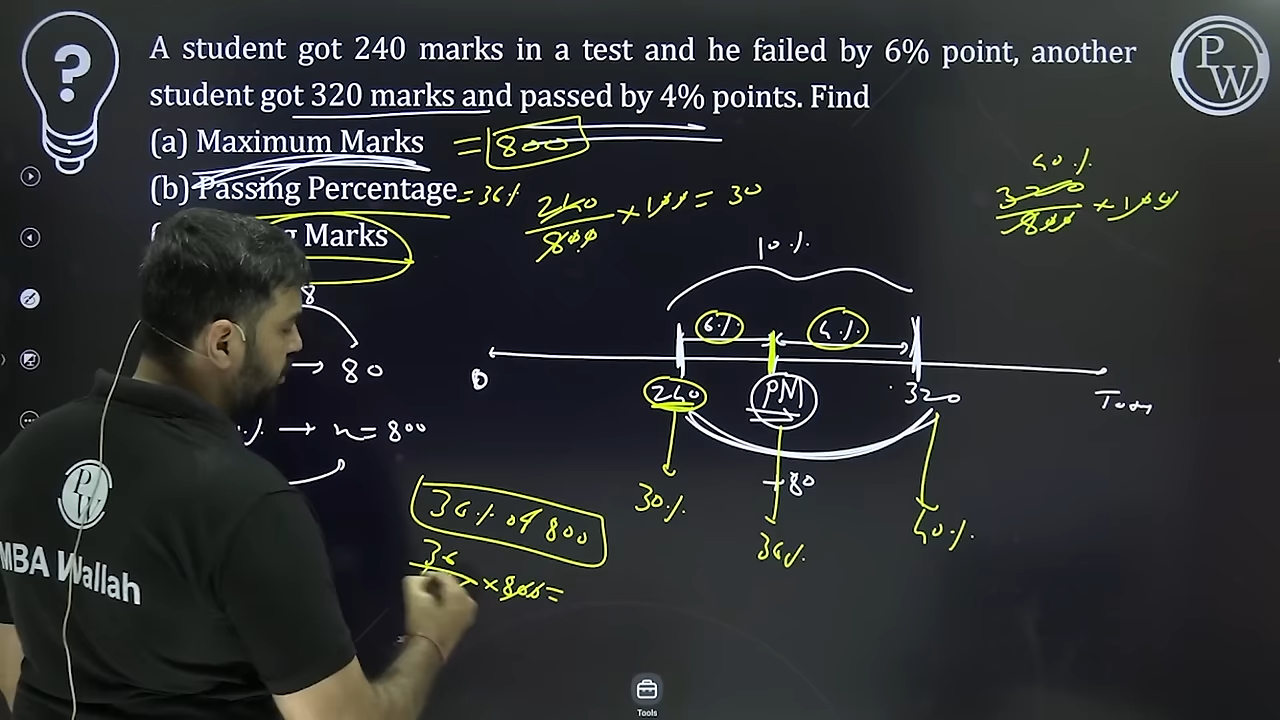 A student got 240 marks in a test and he failed by 6% point, another
student got 320 marks and passed by 4% points. Find
(a) Maximum Marks = 800
(b) Passing Percentage = 36%
240/800 × 100 = 30
40%
320/800 × 100
g Marks
10%
8
6% 4%
→ 80
0 240 PM 320
% → x = 800
80
30% 36% 40%
36% of 800
36 × 800 =
PW
PW
MBA Wallah
Tools